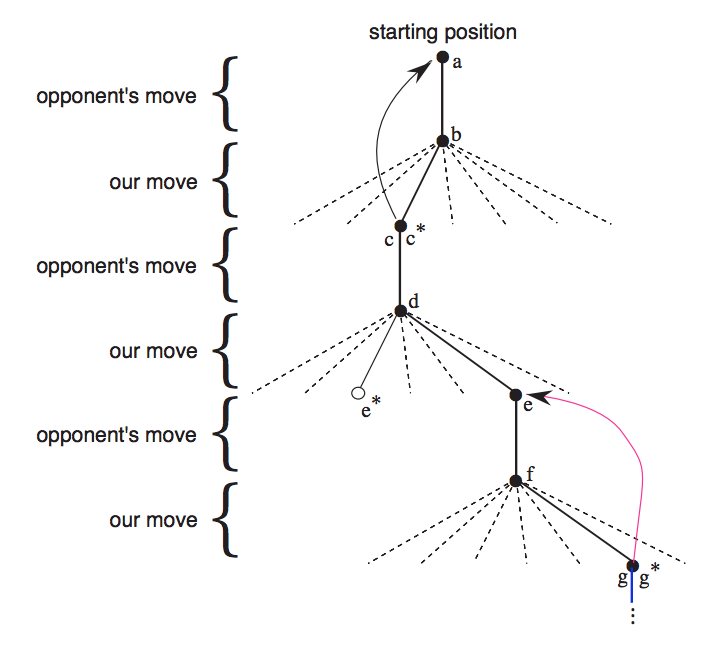 starting position
a
opponent's move
b
our move
c c*
opponent's move
d
our move
e*
e
opponent's move
f
our move
g g*
⋮